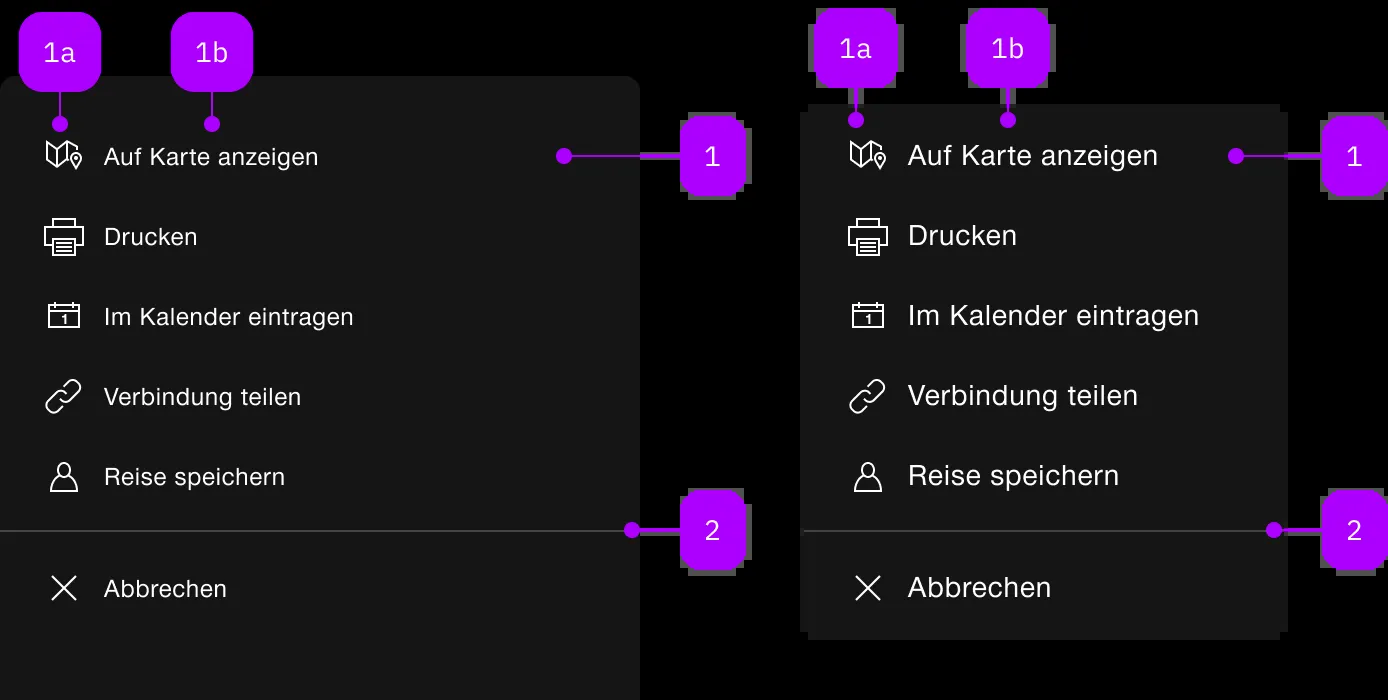 1a 1b
Auf Karte anzeigen 1
Drucken
1
Im Kalender eintragen
Verbindung teilen
Reise speichern
2
Abbrechen
1a 1b
Auf Karte anzeigen 1
Drucken
1
Im Kalender eintragen
Verbindung teilen
Reise speichern
2
Abbrechen